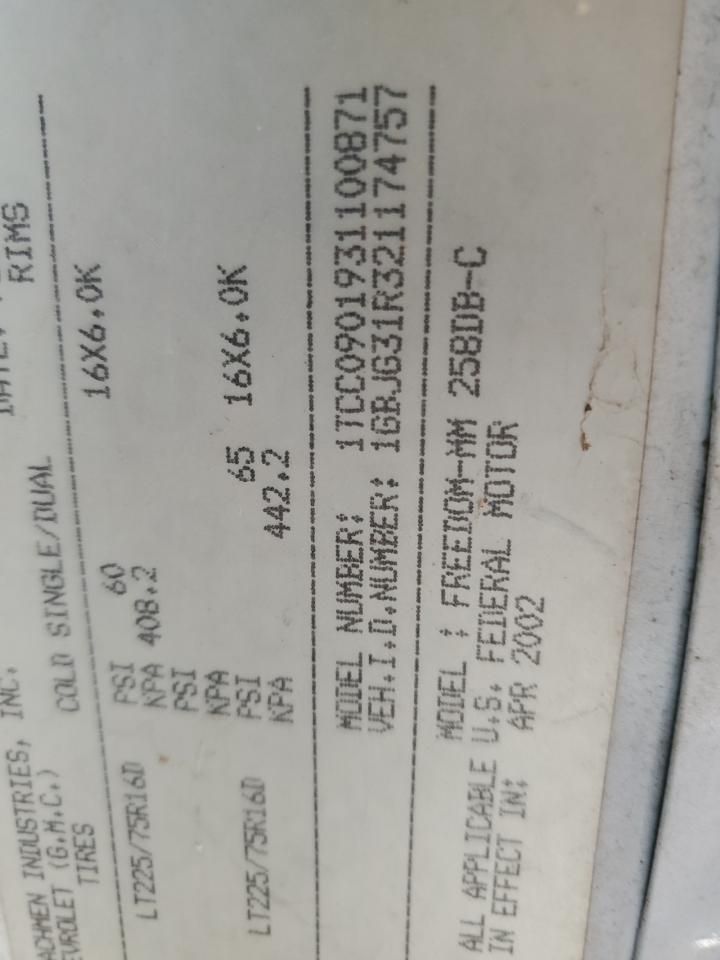 RIMS
ACHMEN INDUSTRIES, INC.
EVROLET (G.M.C.)
TIRES COLD SINGLE/DUAL
LT225/75R16D PSI 60 16X6.0K
KPA 408.2
PSI
KPA
LT225/75R16D PSI 65 16X6.0K
KPA 442.2
MODEL NUMBER: 1TCC0901931100871
VEH.I.D.NUMBER: 1GBJG31R321174757
MODEL : FREEDOM-MM 258DB-C
ALL APPLICABLE U.S. FEDERAL MOTOR
IN EFFECT IN: APR 2002